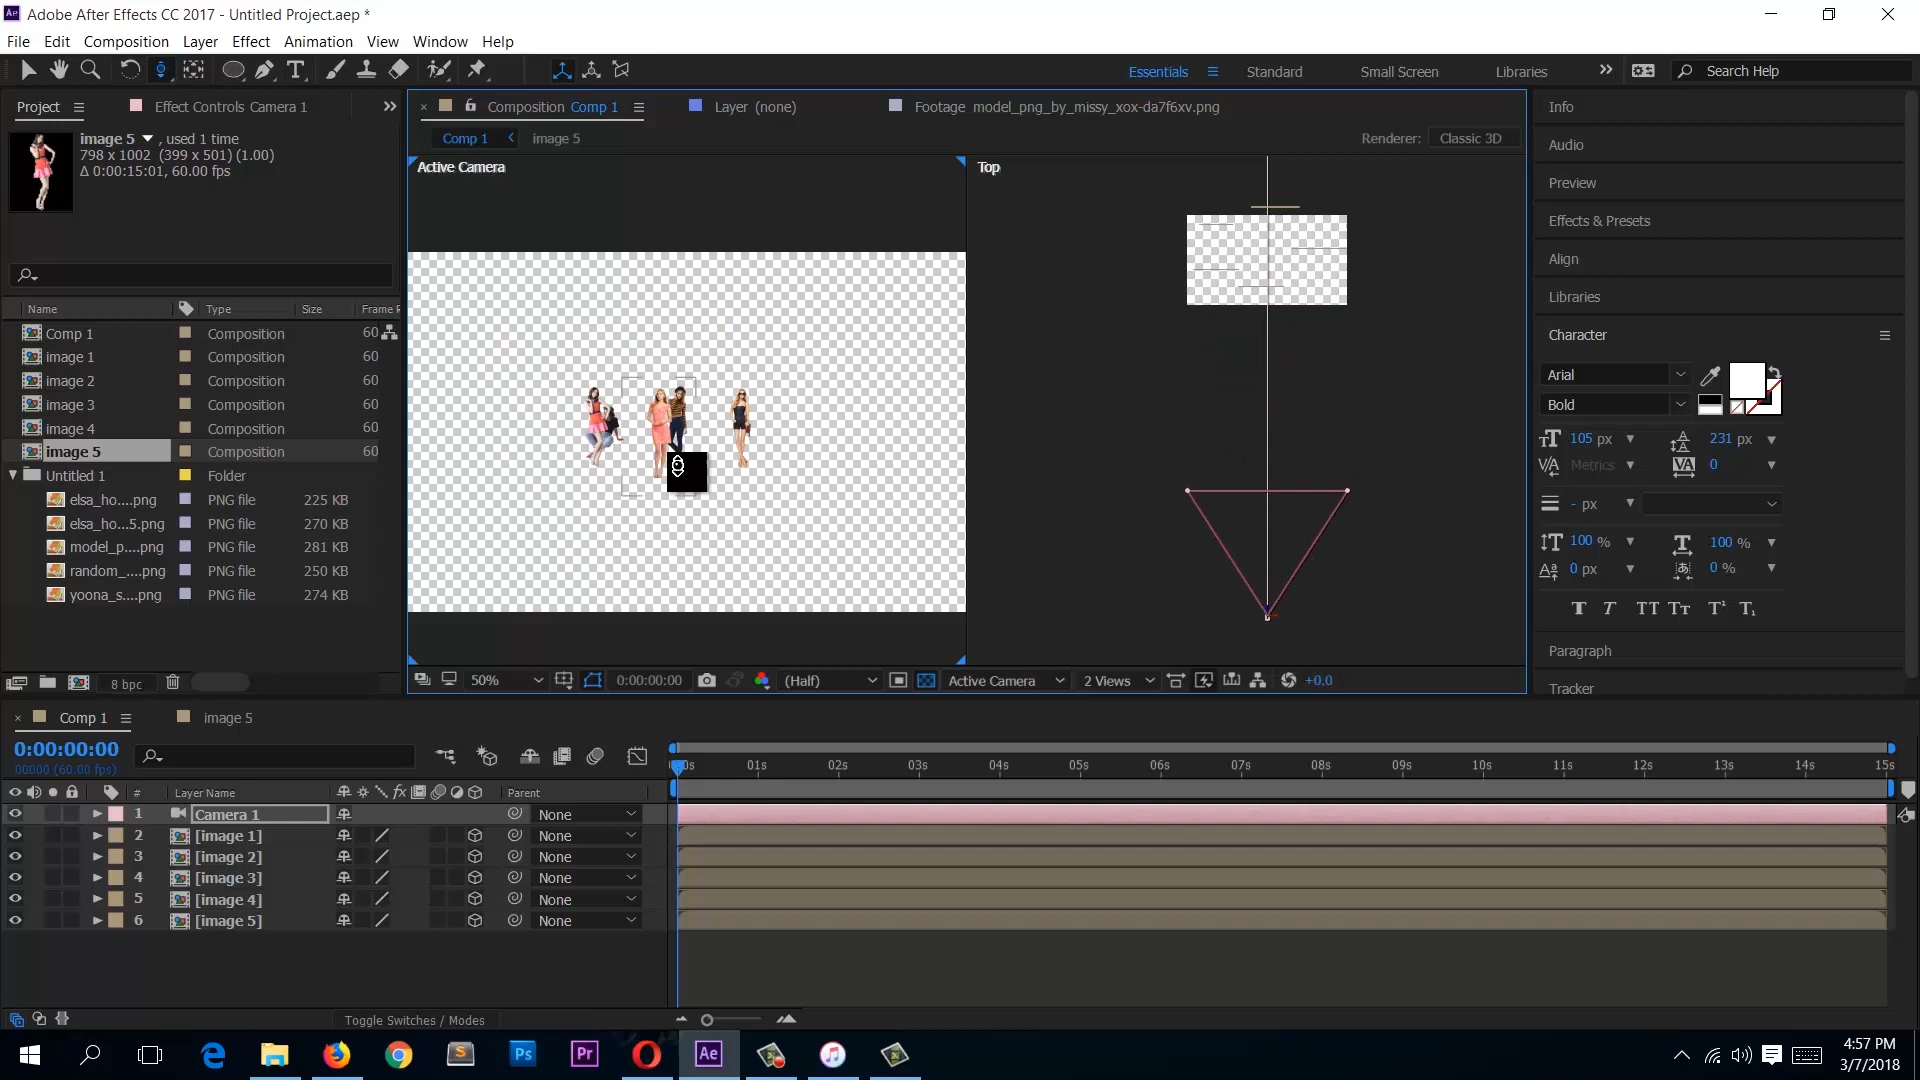 Adobe After Effects CC 2017 - Untitled Project.aep *
File Edit Composition Layer Effect Animation View Window Help
Essentials Standard Small Screen Libraries Search Help
Project Effect Controls Camera 1
Composition Comp 1 Layer (none) Footage model_png_by_missy_xox-da7f6xv.png
image 5 , used 1 time
798 x 1002 (399 x 501) (1.00)
Δ 0:00:15:01, 60.00 fps
Comp 1 image 5 Renderer: Classic 3D
Active Camera Top
Name Type Size Frame
Comp 1 Composition 60
image 1 Composition 60
image 2 Composition 60
image 3 Composition 60
image 4 Composition 60
image 5 Composition 60
Untitled 1 Folder
elsa_ho....png PNG file 225 KB
elsa_ho...5.png PNG file 270 KB
model_p....png PNG file 281 KB
random_....png PNG file 250 KB
yoona_s....png PNG file 274 KB
8 bpc
50% 0:00:00:00 (Half) Active Camera 2 Views +0.0
Info
Audio
Preview
Effects & Presets
Align
Libraries
Character
Arial
Bold
105 px 231 px
Metrics 0
- px
100 % 100 %
0 px 0 %
Paragraph
Tracker
Comp 1 image 5
0:00:00:00
00000 (60.00 fps)
01s 02s 03s 04s 05s 06s 07s 08s 09s 10s 11s 12s 13s 14s 15s
# Layer Name Parent
1 Camera 1 None
2 [image 1] None
3 [image 2] None
4 [image 3] None
5 [image 4] None
6 [image 5] None
Toggle Switches / Modes
Ps Pr Ae
4:57 PM
3/7/2018